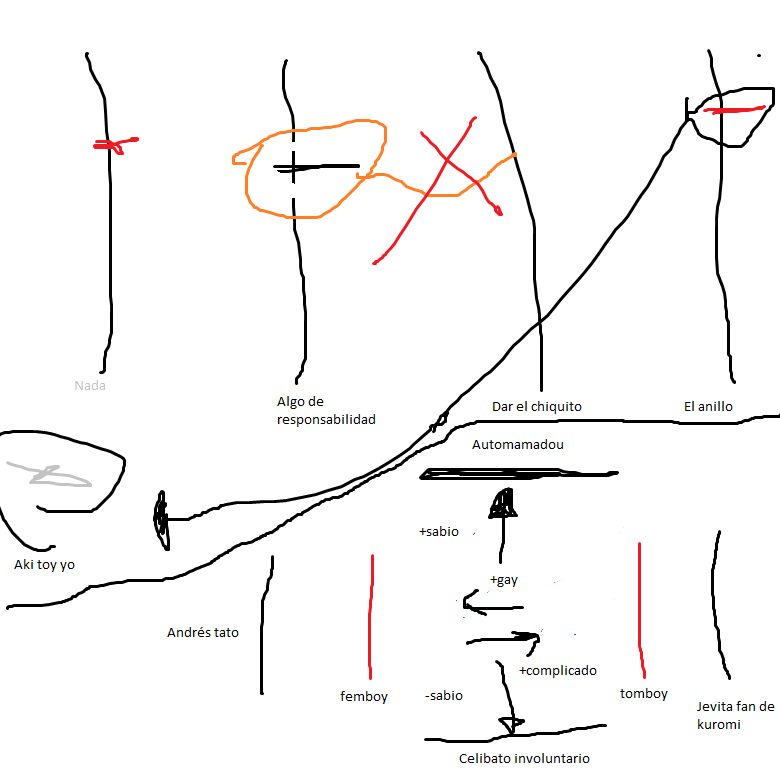 Nada
Algo de
responsabilidad
Dar el chiquito
El anillo
Automamadou
+sabio
Aki toy yo
+gay
Andrés tato
+complicado
femboy
-sabio
tomboy
Jevita fan de
kuromi
Celibato involuntario